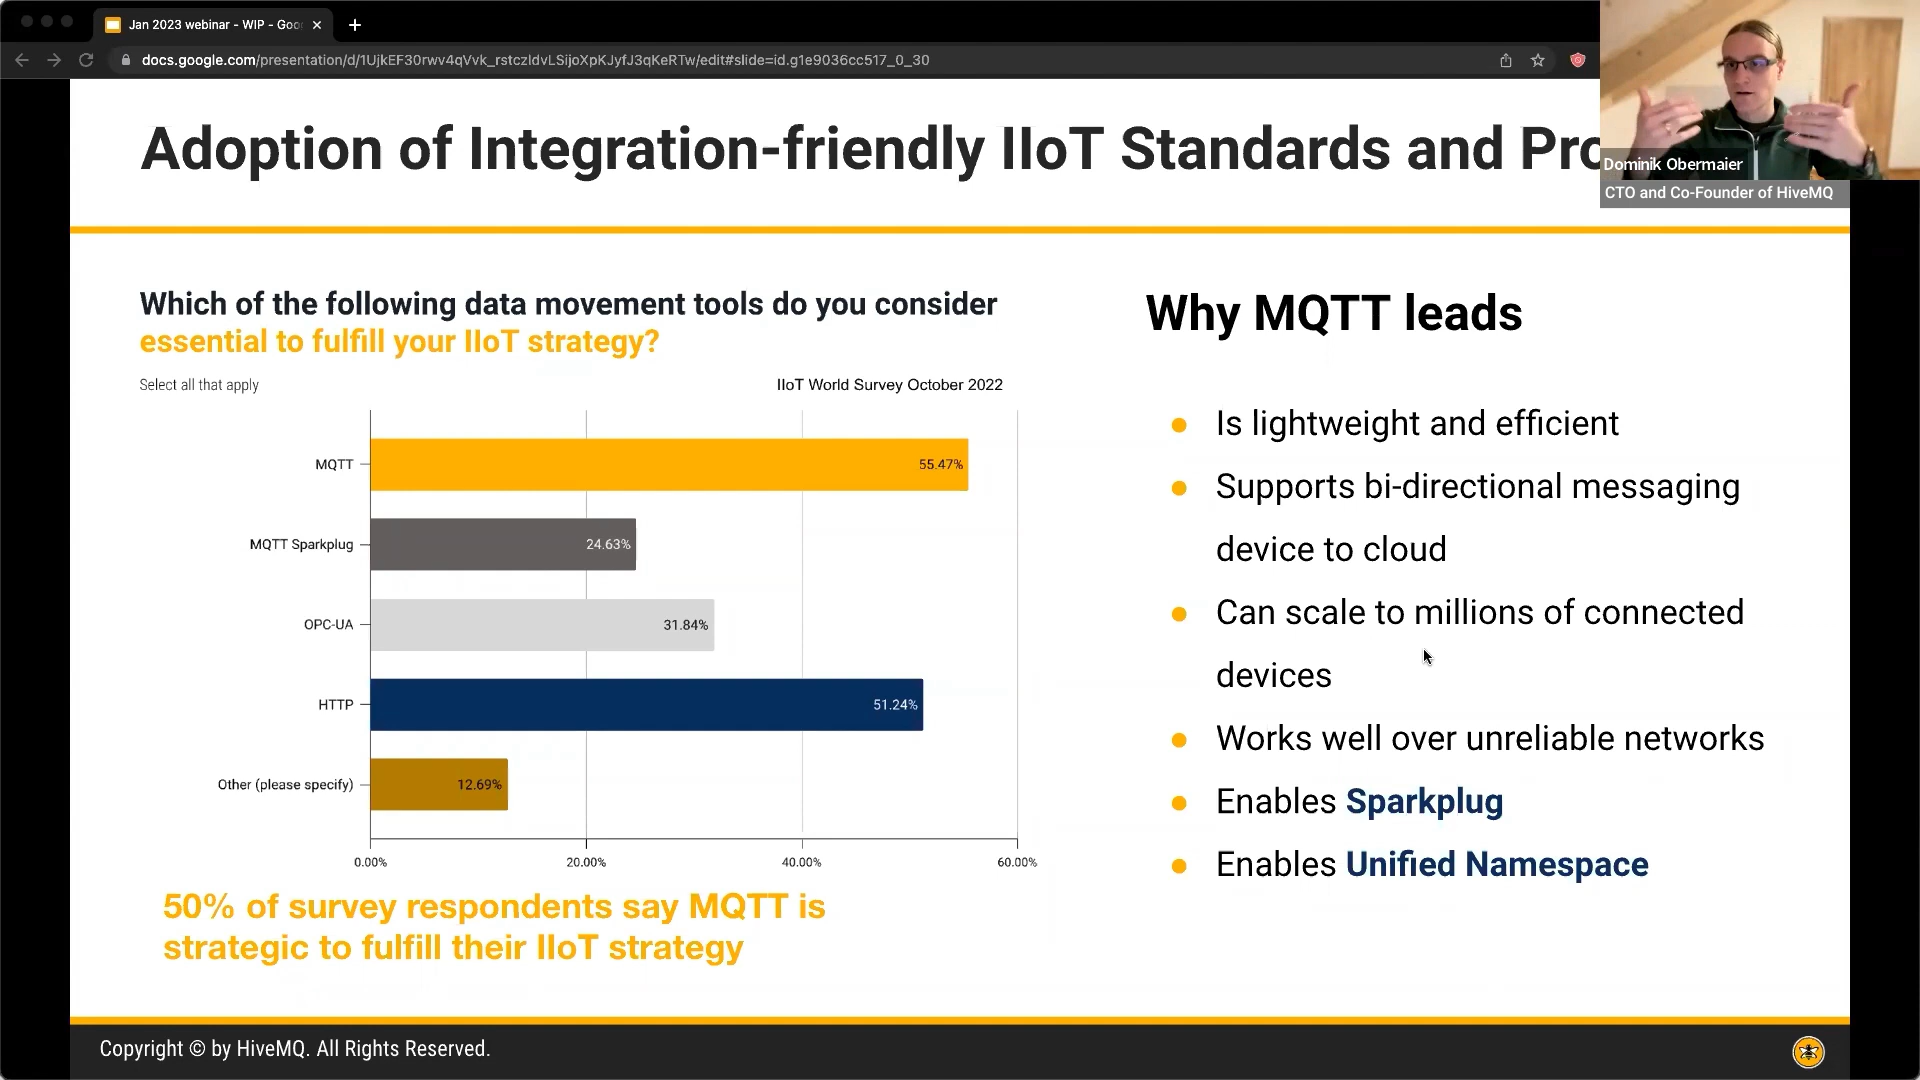 Jan 2023 webinar - WIP - Goo
docs.google.com/presentation/d/1UjkEF30rwv4qVvk_rstczldvLSijoXpKJyfJ3qKeRTw/edit#slide=id.g1e9036cc517_0_30
Adoption of Integration-friendly IIoT Standards and Pro
Dominik Obermaier
CTO and Co-Founder of HiveMQ
Which of the following data movement tools do you consider
essential to fulfill your IIoT strategy?
Select all that apply
IIoT World Survey October 2022
MQTT
55.47%
MQTT Sparkplug
24.63%
OPC-UA
31.84%
HTTP
51.24%
Other (please specify)
12.69%
0.00%
20.00%
40.00%
60.00%
50% of survey respondents say MQTT is
strategic to fulfill their IIoT strategy
Why MQTT leads
Is lightweight and efficient
Supports bi-directional messaging
device to cloud
Can scale to millions of connected
devices
Works well over unreliable networks
Enables Sparkplug
Enables Unified Namespace
Copyright © by HiveMQ. All Rights Reserved.